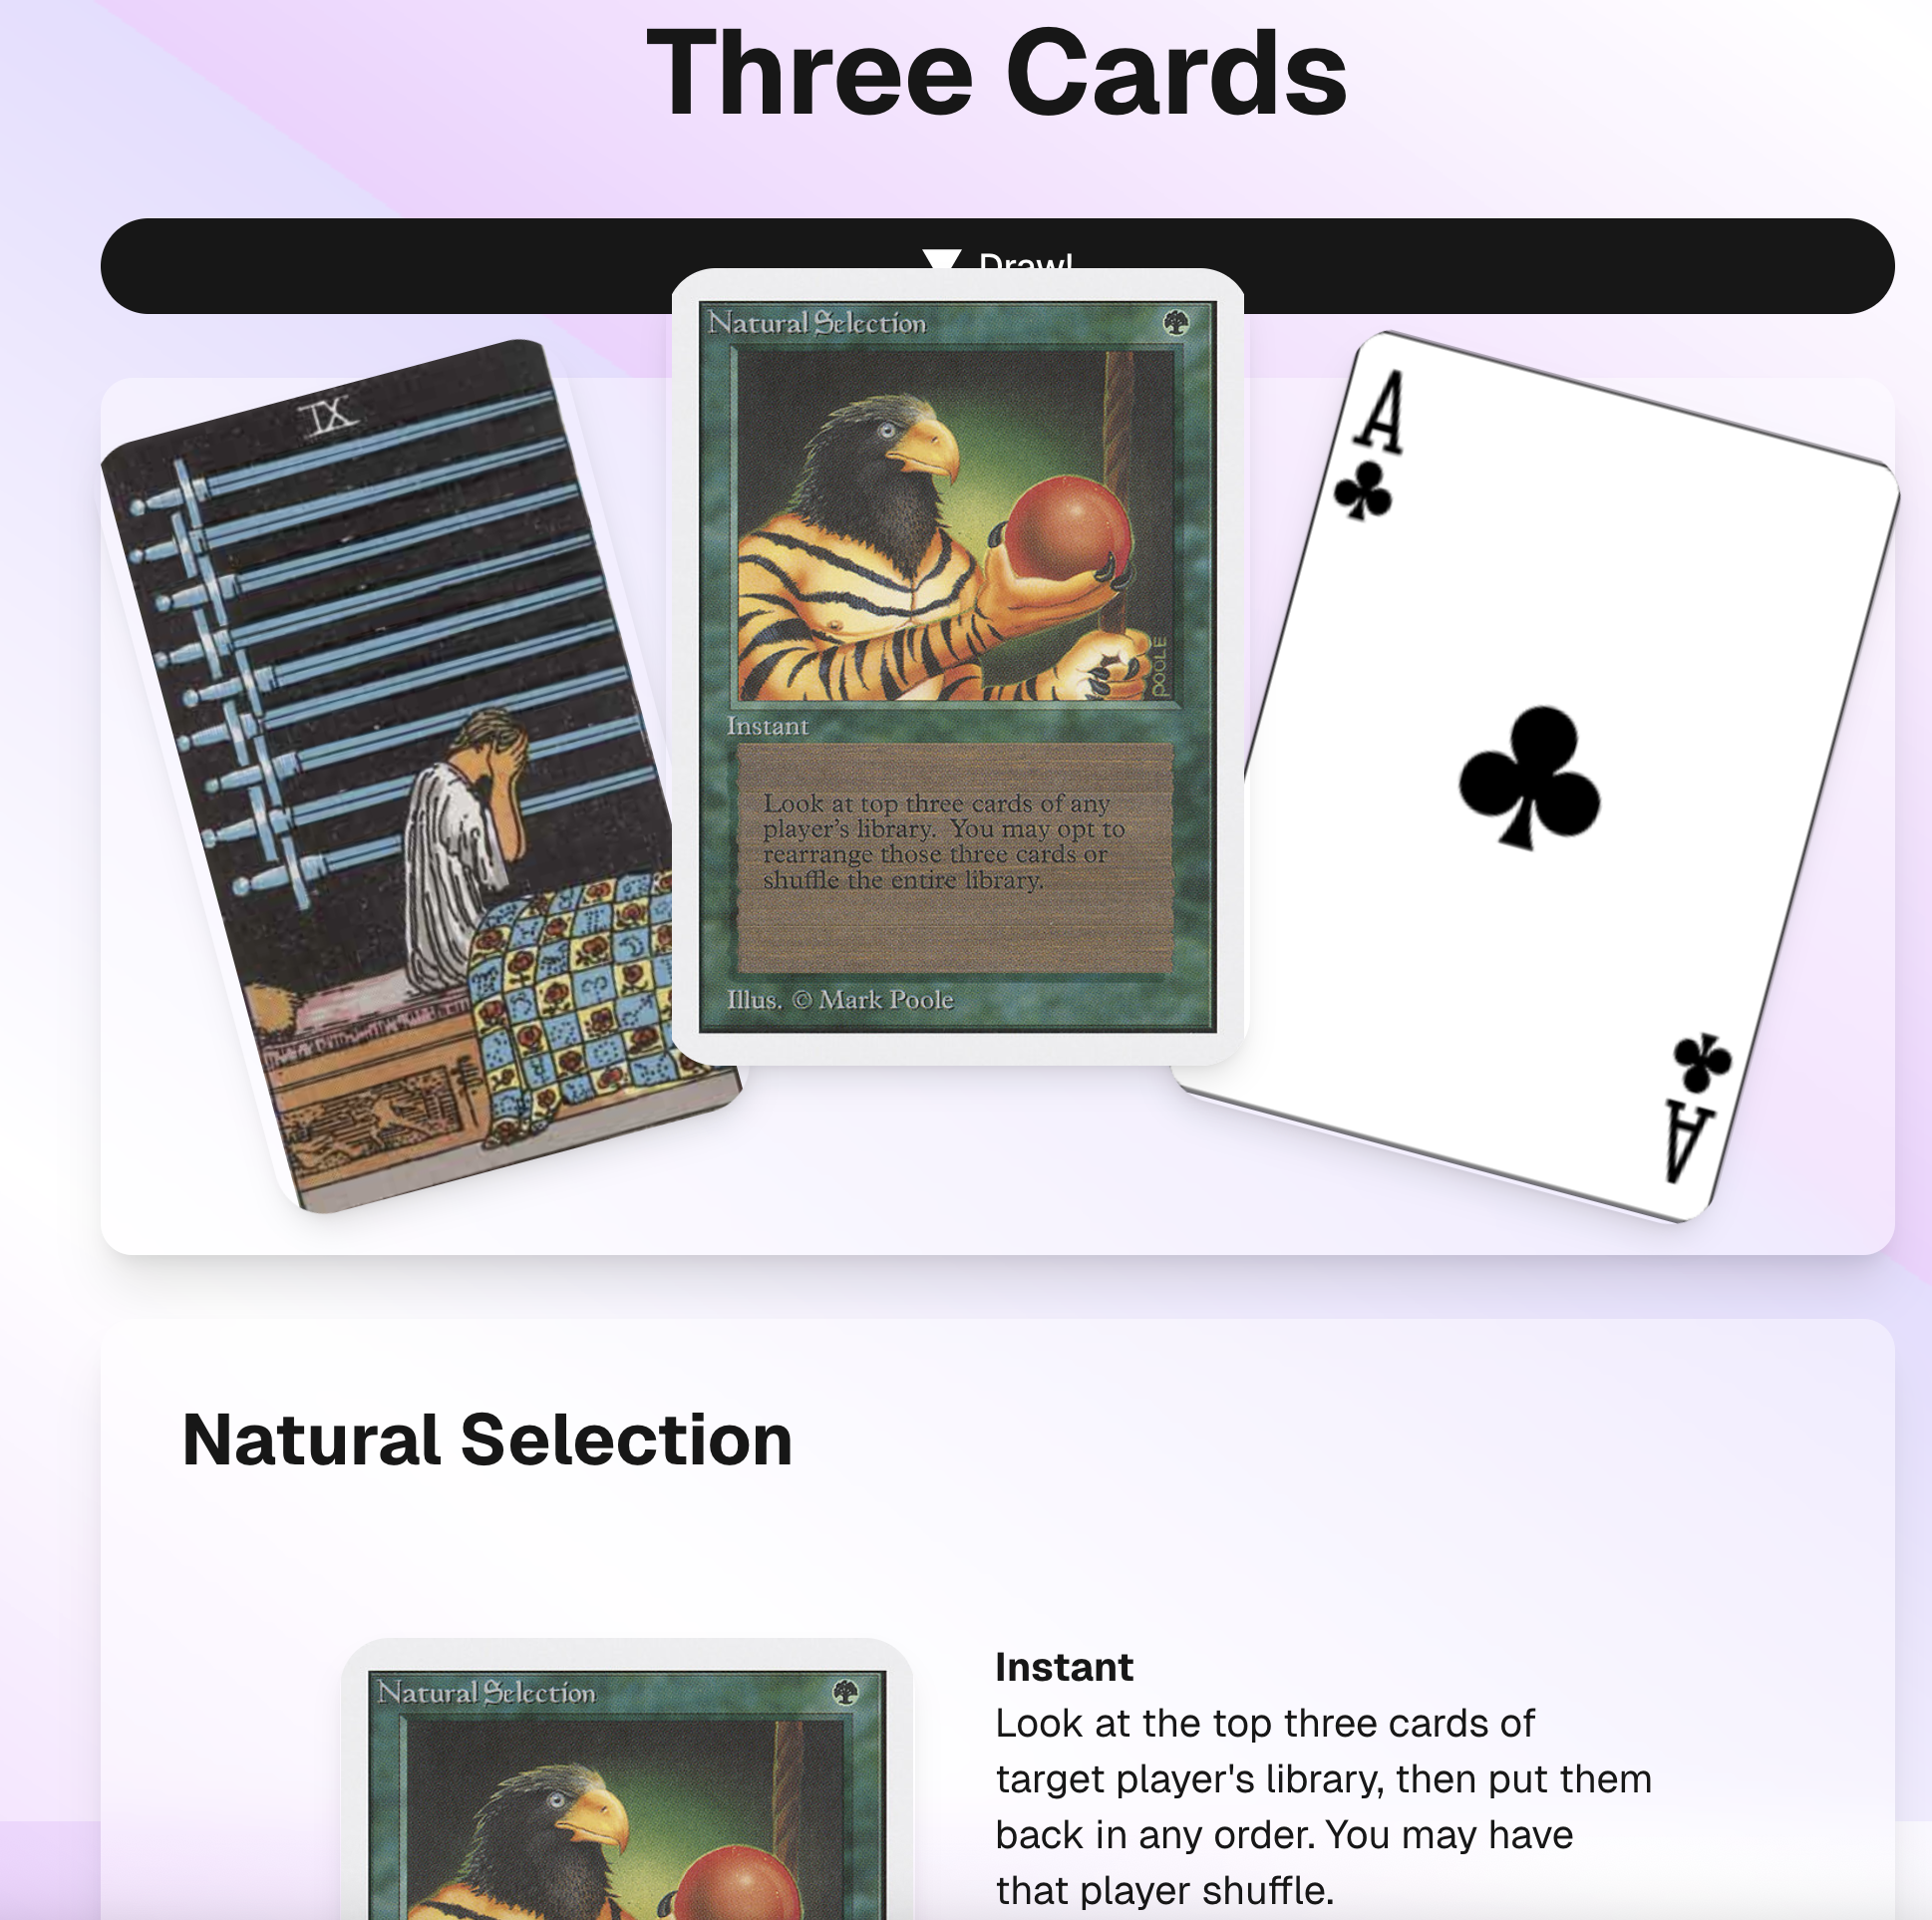 Three Cards
▼ Draw!
IX
Natural Selection
POOLE
Instant
Look at top three cards of any
player's library. You may opt to
rearrange those three cards or
shuffle the entire library.
Illus. © Mark Poole
A
A
Natural Selection
Natural Selection
Instant
Look at the top three cards of
target player's library, then put them
back in any order. You may have
that player shuffle.